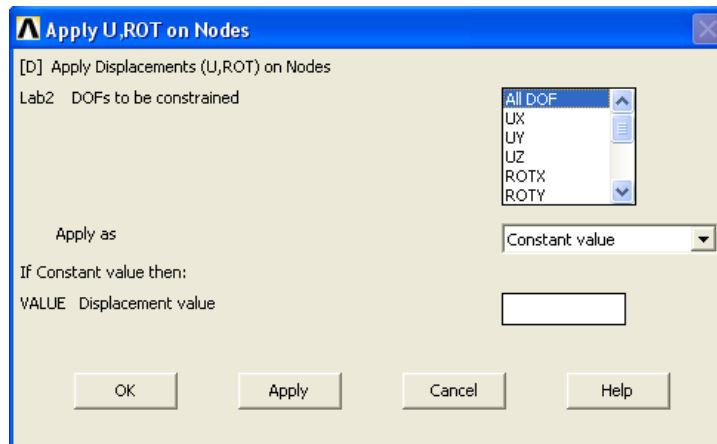 Apply U,ROT on Nodes
[D] Apply Displacements (U,ROT) on Nodes
Lab2 DOFs to be constrained
All DOF
UX
UY
UZ
ROTX
ROTY
Apply as
Constant value
If Constant value then:
VALUE Displacement value
OK Apply Cancel Help